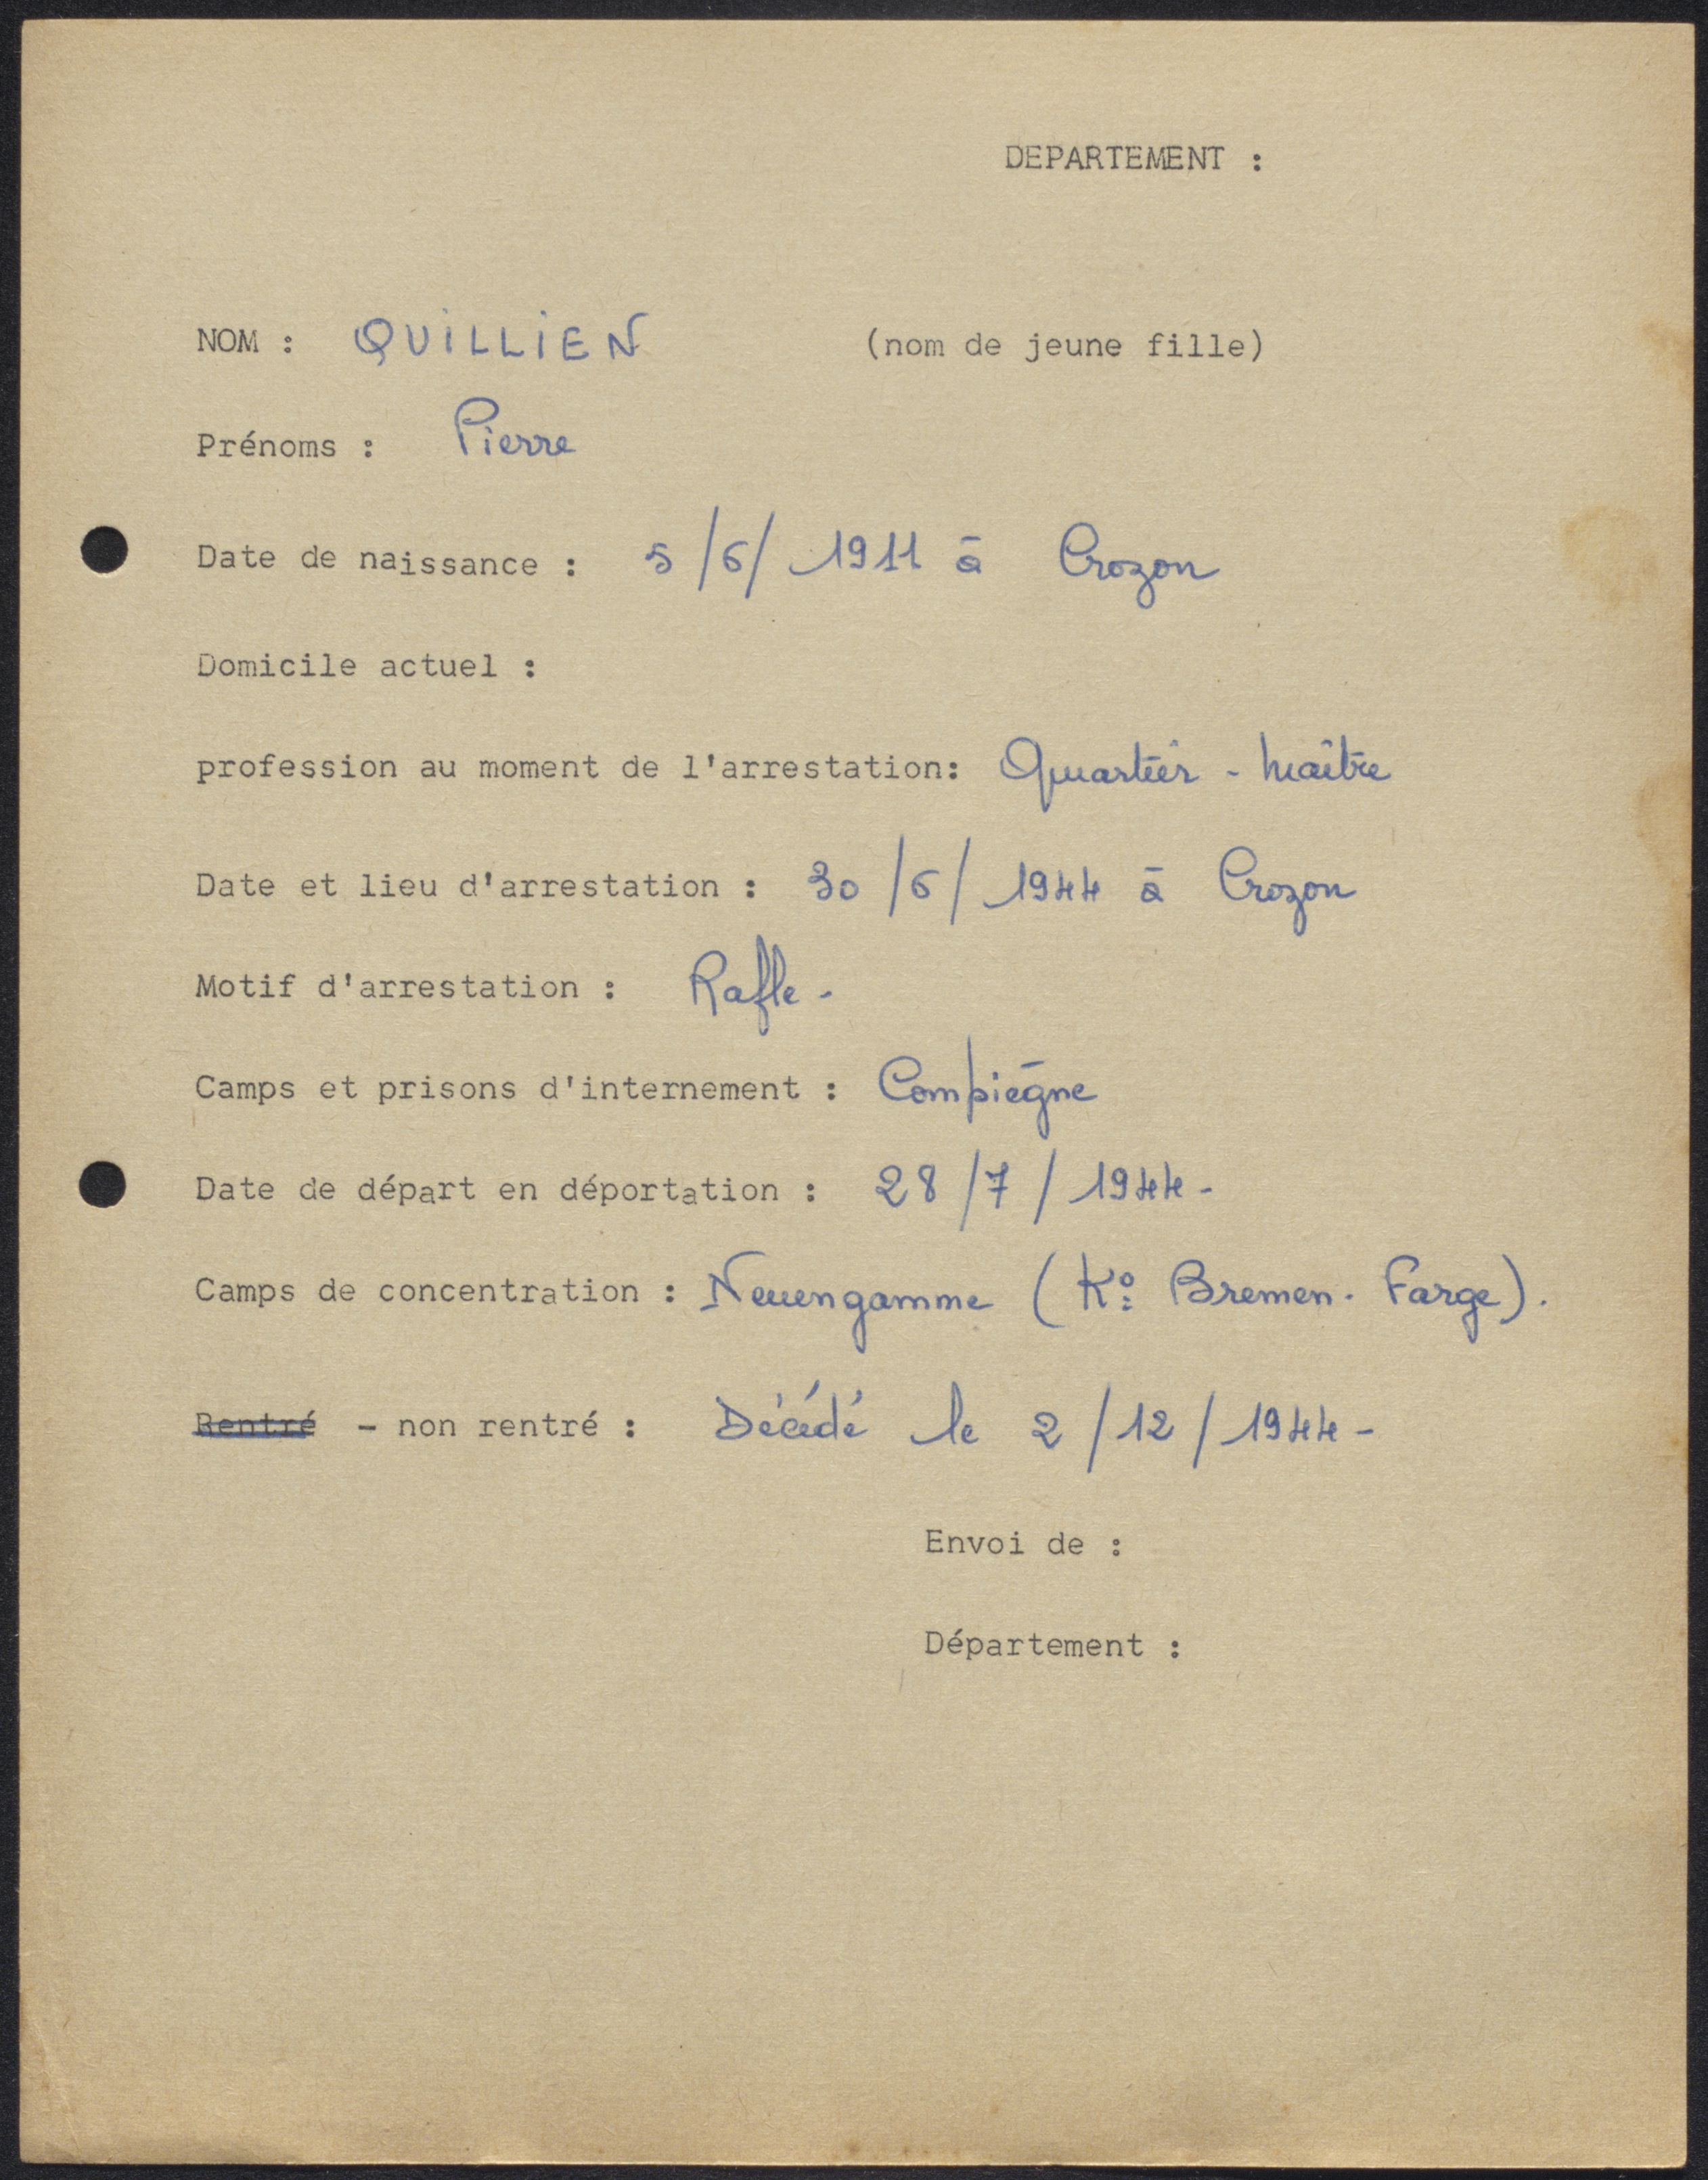 DEPARTEMENT :
NOM : QUILLIEN (nom de jeune fille)
Prénoms : Pierre
Date de naissance : 5/6/1911 à Crozon
Domicile actuel :
profession au moment de l'arrestation: Quartier - Maître
Date et lieu d'arrestation : 30/6/1944 à Crozon
Motif d'arrestation : Rafle -
Camps et prisons d'internement : Compiègne
Date de départ en déportation : 28/7/1944 -
Camps de concentration : Neuengamme (Ko: Bremen - Farge).
Rentré - non rentré : Décédé le 2/12/1944 -
Envoi de :
Département :